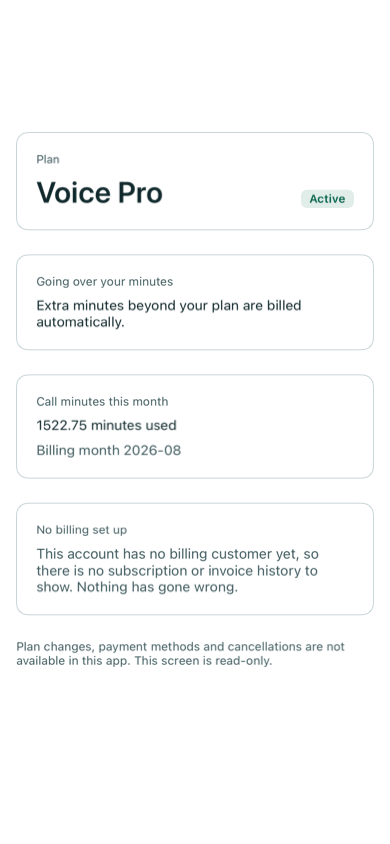 Plan
Voice Pro
Active
Going over your minutes
Extra minutes beyond your plan are billed
automatically.
Call minutes this month
1522.75 minutes used
Billing month 2026-08
No billing set up
This account has no billing customer yet, so
there is no subscription or invoice history to
show. Nothing has gone wrong.
Plan changes, payment methods and cancellations are not
available in this app. This screen is read-only.